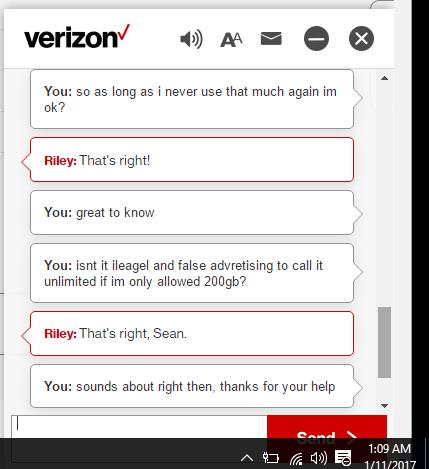 verizon
AA
You: so as long as i never use that much again im
ok?
Riley: That's right!
You: great to know
You: isnt it ileagel and false advretising to call it
unlimited if im only allowed 200gb?
Riley: That's right, Sean.
You: sounds about right then, thanks for your help
Send
1:09 AM
1/11/2017